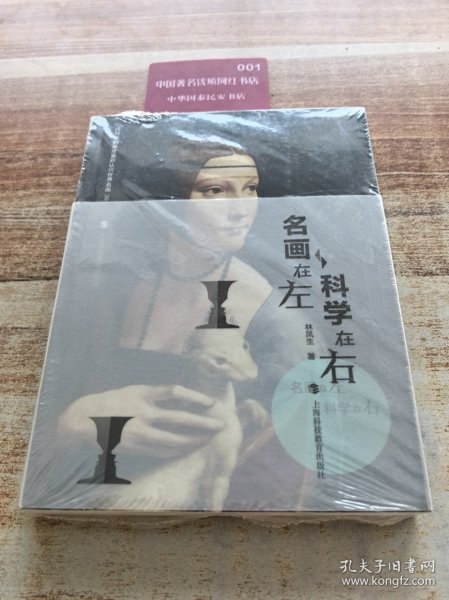 001
中国著名优质网红书店
中华国泰民安书店
名画在左
科学在右
林凤生 著
名画在左
科学在右
上海科技教育出版社
孔夫子旧书网
www.kongfz.com